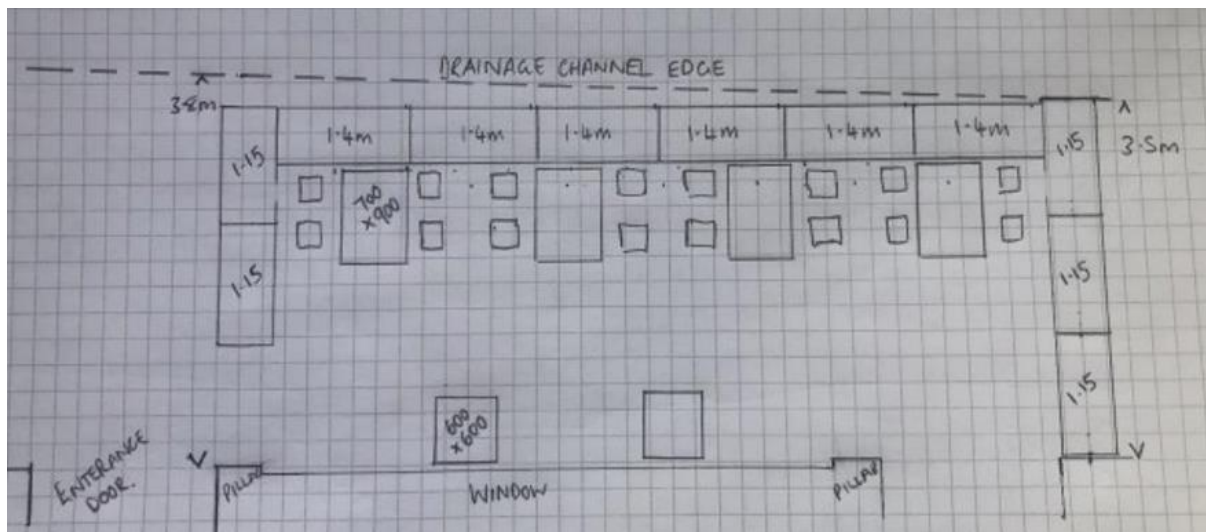 DRAINAGE CHANNEL EDGE
3.8m
1.4m
1.4m
1.4m
1.4m
1.4m
1.4m
1.15
1.15
3.5m
700
x900
1.15
1.15
1.15
600
x600
ENTERANCE
DOOR.
PILLAR
WINDOW
PILLAR